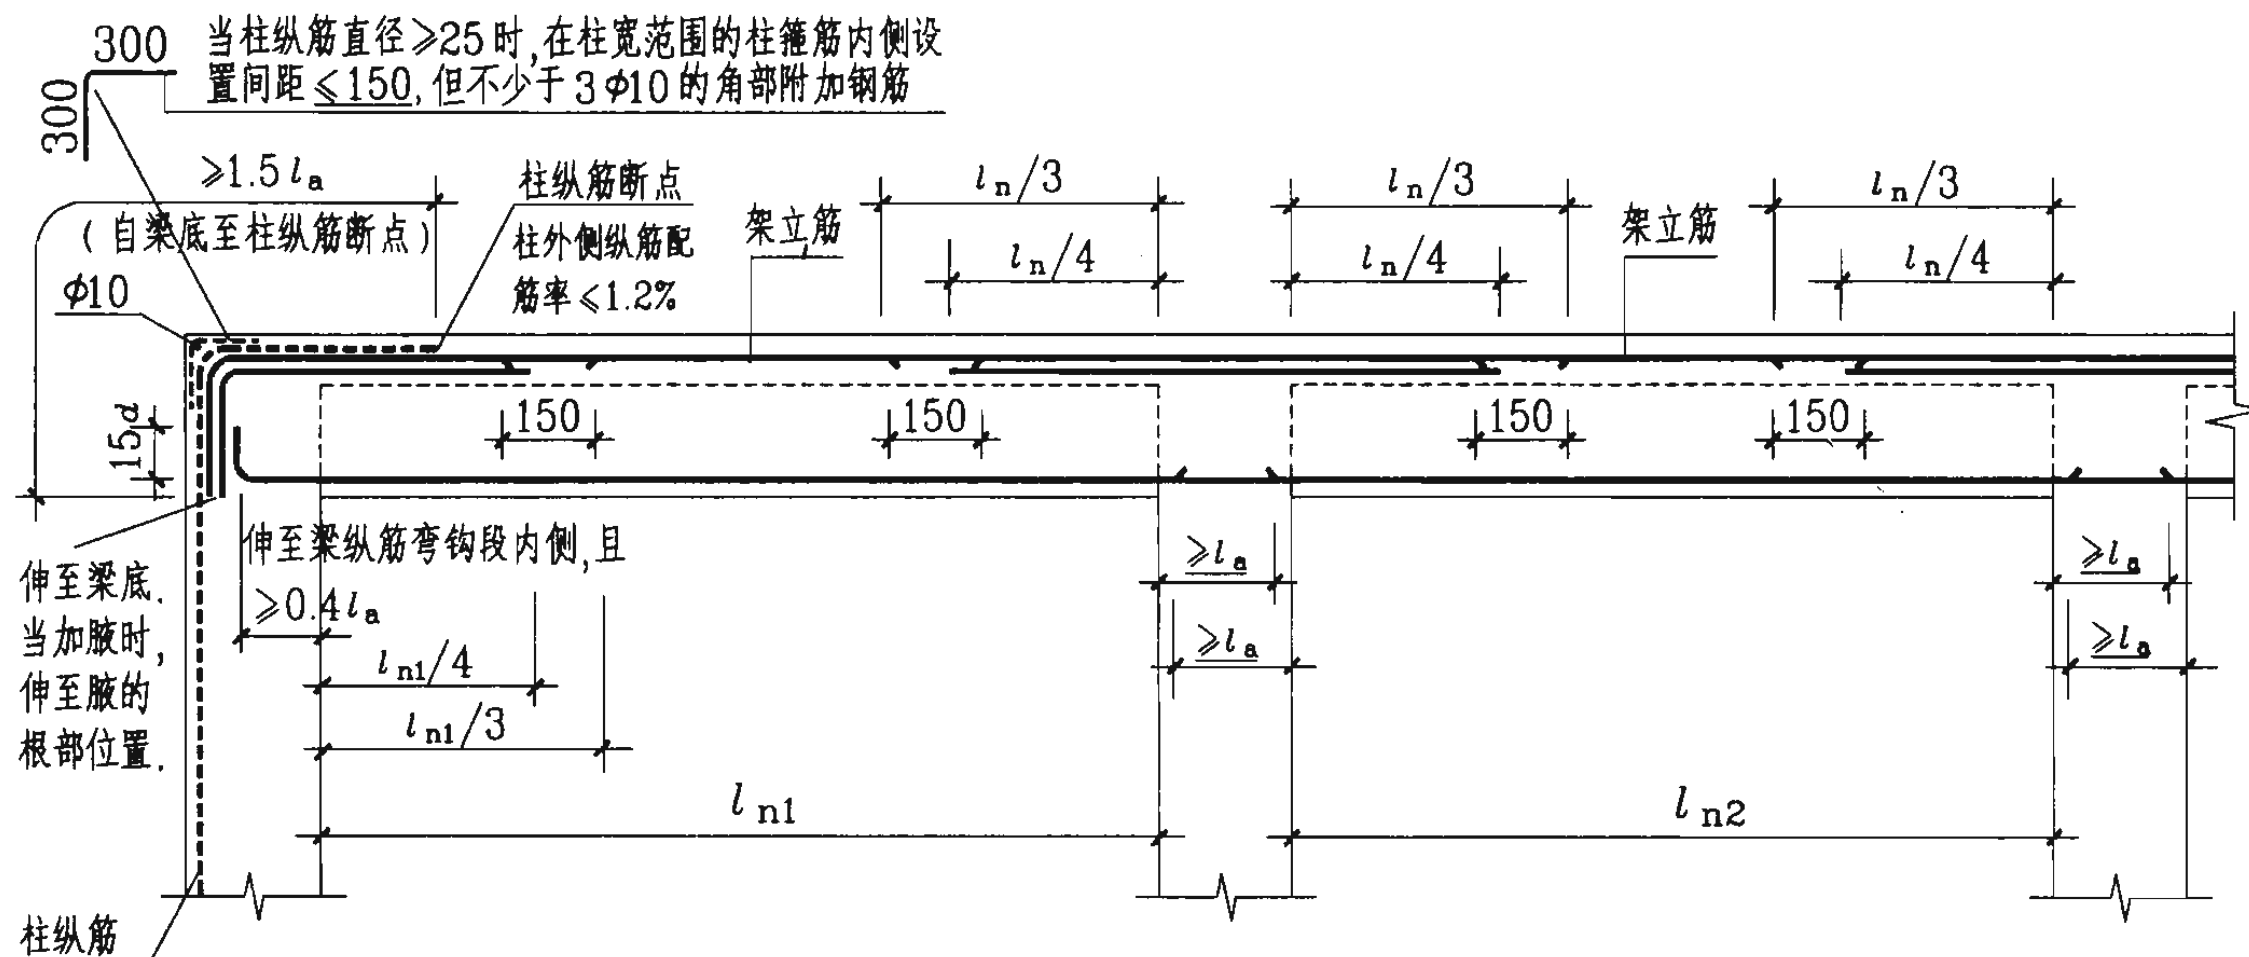 300
当柱纵筋直径≥25时,在柱宽范围的柱箍筋内侧设
置间距≤150,但不少于3φ10的角部附加钢筋
300
≥1.5la
(自梁底至柱纵筋断点)
φ10
柱纵筋断点
柱外侧纵筋配
筋率≤1.2%
架立筋
ln/3
ln/4
ln/3
ln/4
架立筋
ln/3
ln/4
15d
150
150
150
150
伸至梁纵筋弯钩段内侧,且
≥0.4la
伸至梁底.
当加腋时,
伸至腋的
根部位置.
≥la
≥la
≥la
≥la
ln1/4
ln1/3
ln1
ln2
柱纵筋